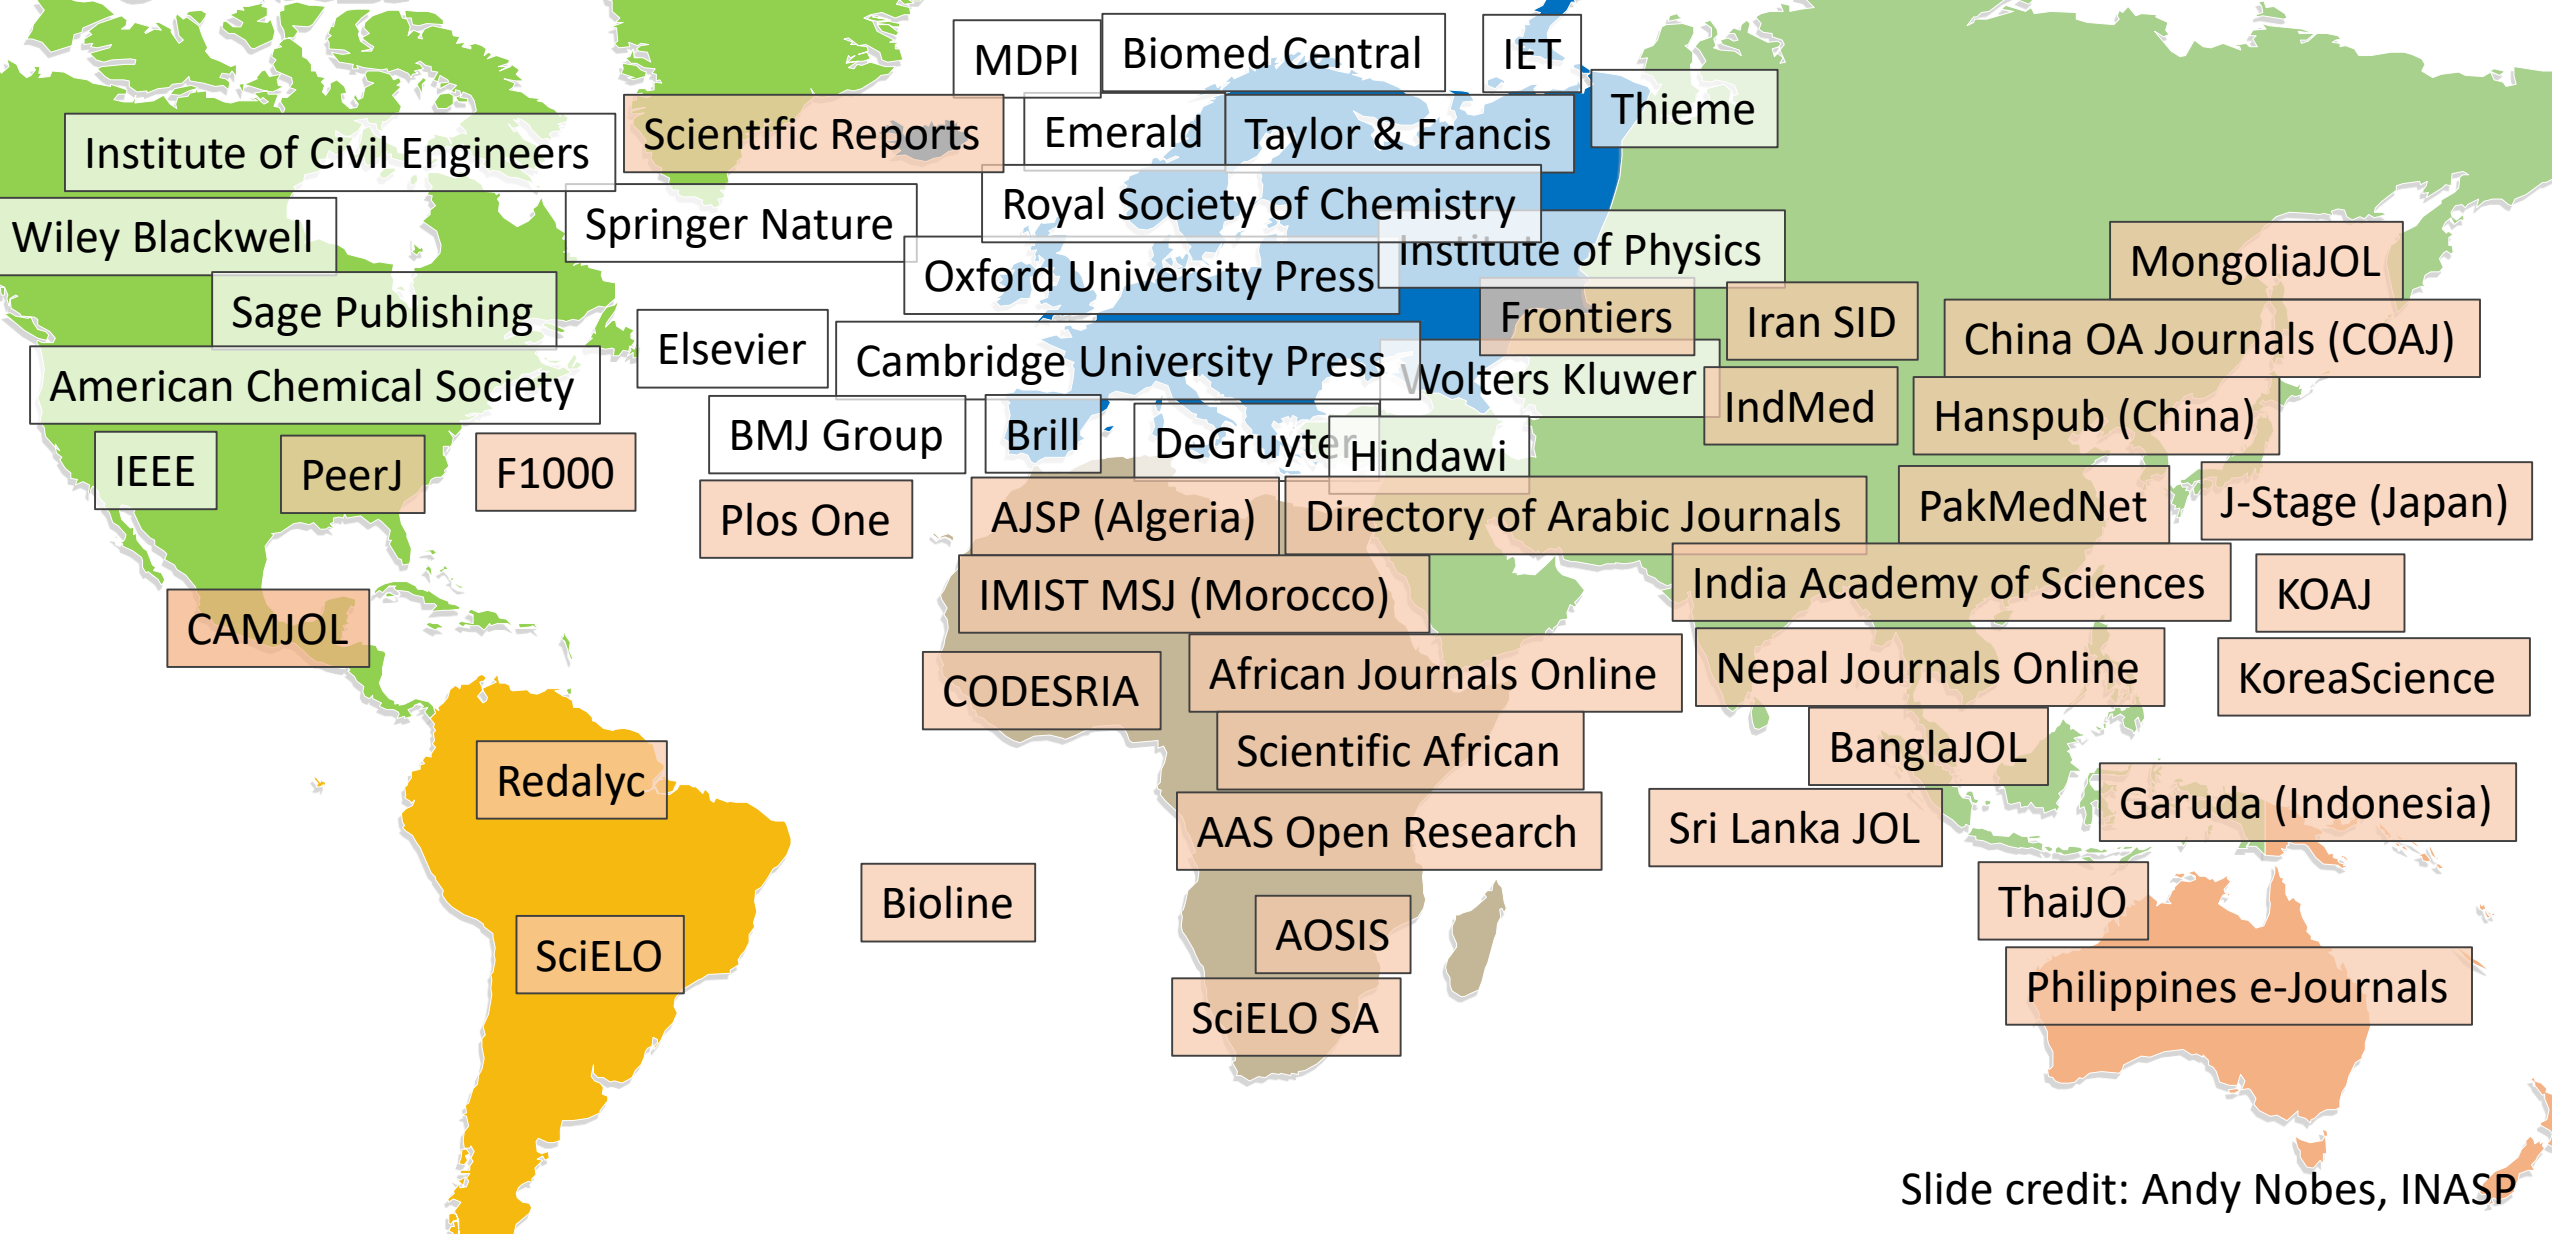 MDPI
Biomed Central
IET
Thieme
Institute of Civil Engineers
Scientific Reports
Emerald
Taylor & Francis
Wiley Blackwell
Springer Nature
Royal Society of Chemistry
Institute of Physics
Oxford University Press
MongoliaJOL
Sage Publishing
Elsevier
Frontiers
Iran SID
China OA Journals (COAJ)
American Chemical Society
Cambridge University Press
Wolters Kluwer
IndMed
Hanspub (China)
IEEE
PeerJ
F1000
BMJ Group
Brill
DeGruyter
Hindawi
Plos One
AJSP (Algeria)
Directory of Arabic Journals
PakMedNet
J-Stage (Japan)
CAMJOL
IMIST MSJ (Morocco)
India Academy of Sciences
KOAJ
CODESRIA
African Journals Online
Nepal Journals Online
KoreaScience
Redalyc
Scientific African
BanglaJOL
AAS Open Research
Sri Lanka JOL
Garuda (Indonesia)
Bioline
ThaiJO
SciELO
AOSIS
Philippines e-Journals
SciELO SA
Slide credit: Andy Nobes, INASP